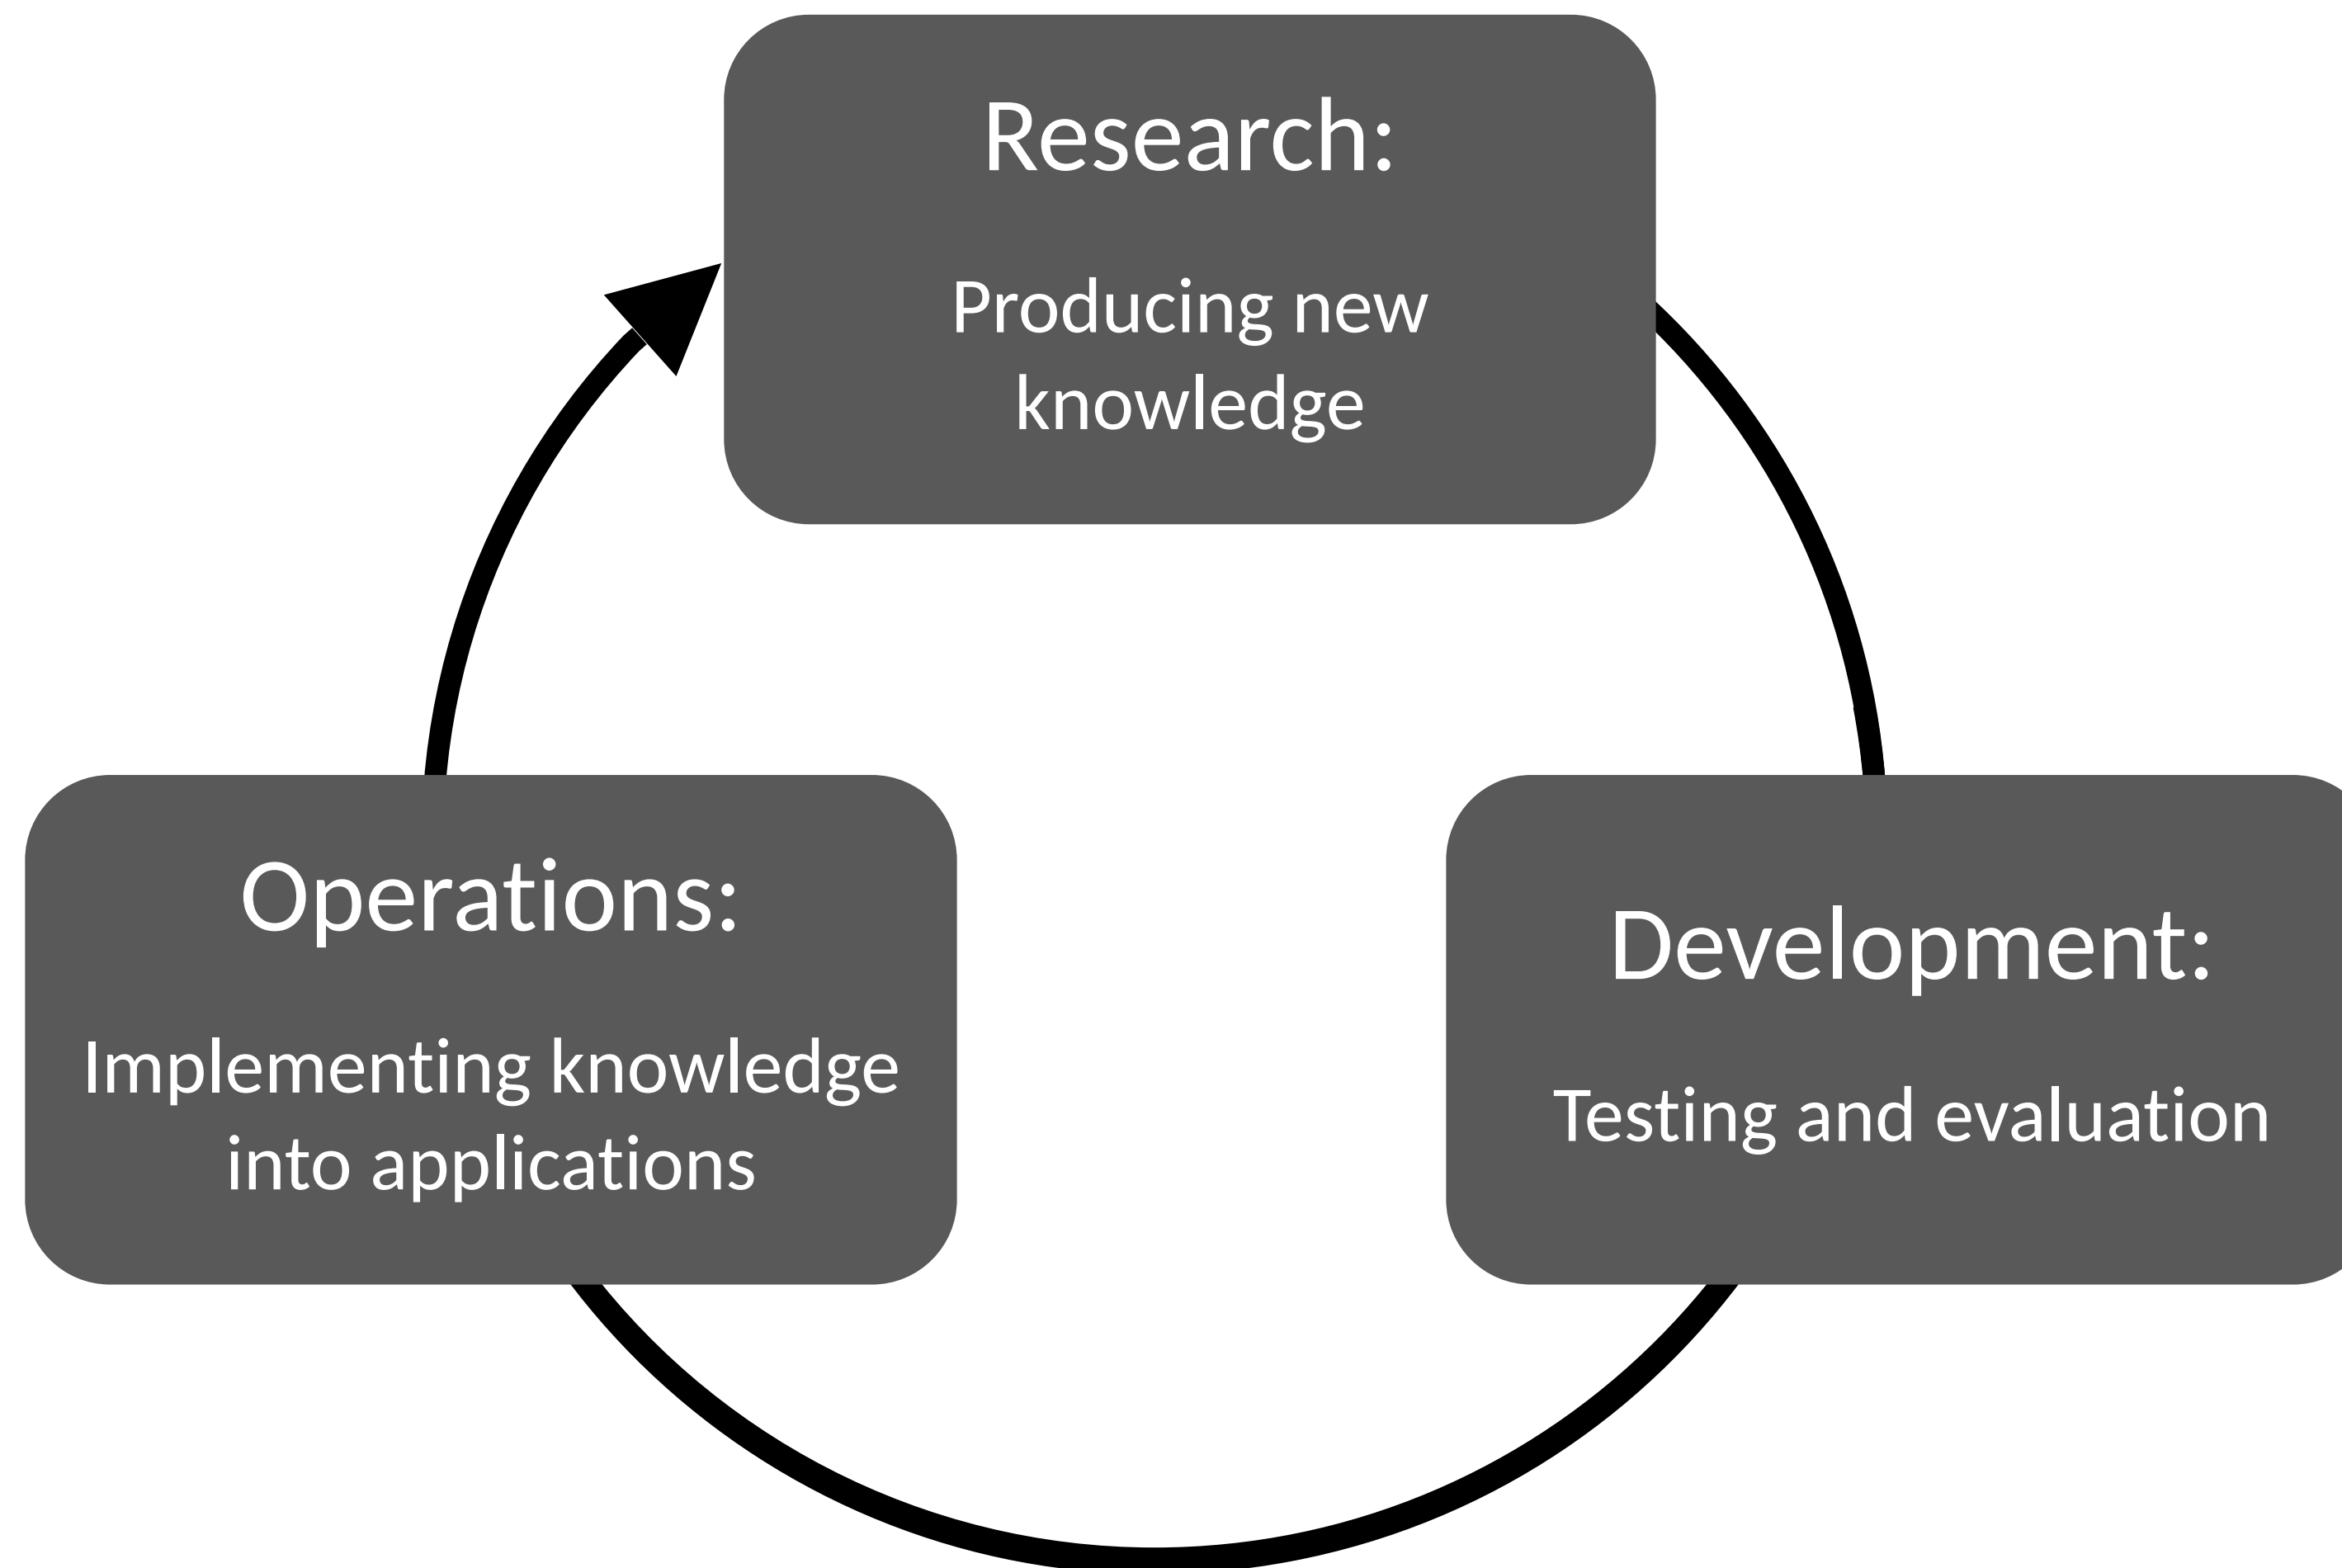 Research:
Producing new
knowledge
Operations:
Implementing knowledge
into applications
Development:
Testing and evaluation